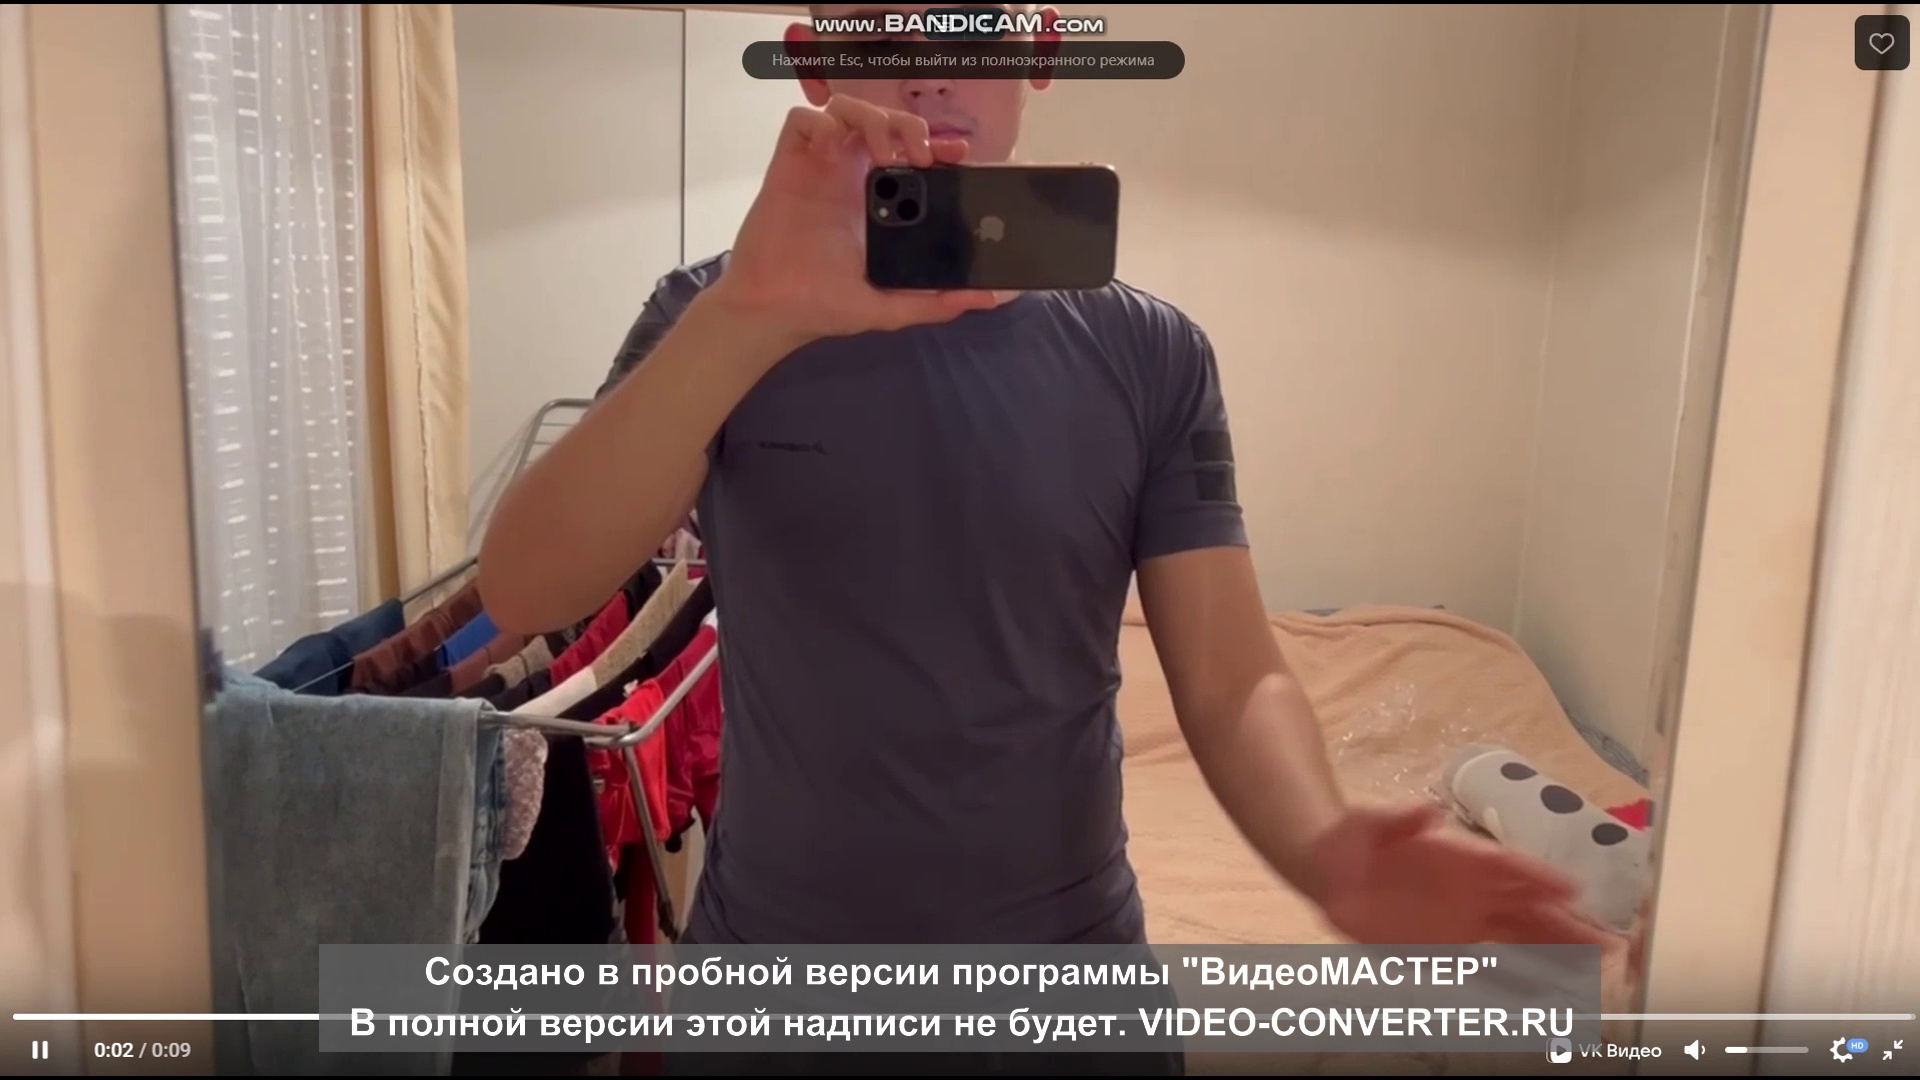 www.BANDICAM.com
Нажмите Esc, чтобы выйти из полноэкранного режима
Создано в пробной версии программы "ВидеоМАСТЕР"
В полной версии этой надписи не будет. VIDEO-CONVERTER.RU
0:02 / 0:09
VK Видео
HD